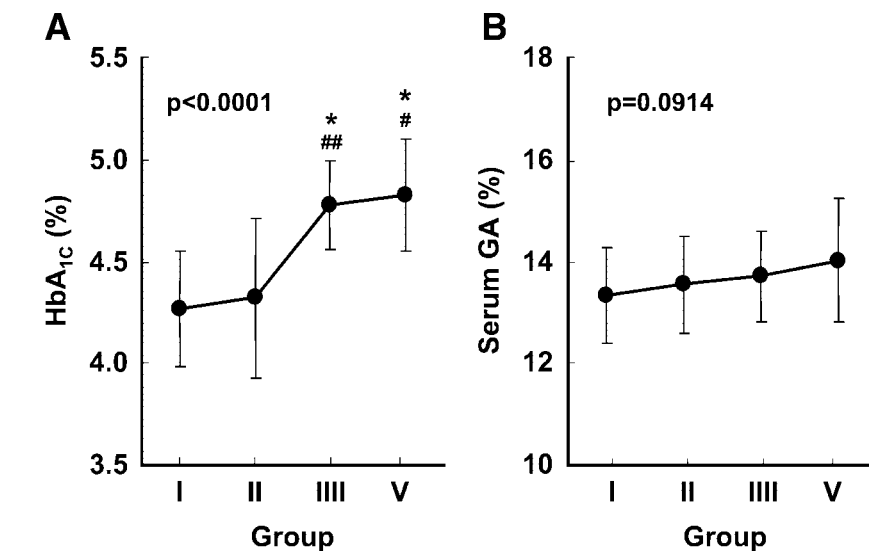 A
5.5
5.0
4.5
4.0
3.5
HbA1C (%)
p<0.0001
*
##
*
#
I II IIII V
Group
B
18
16
14
12
10
Serum GA (%)
p=0.0914
I II IIII V
Group